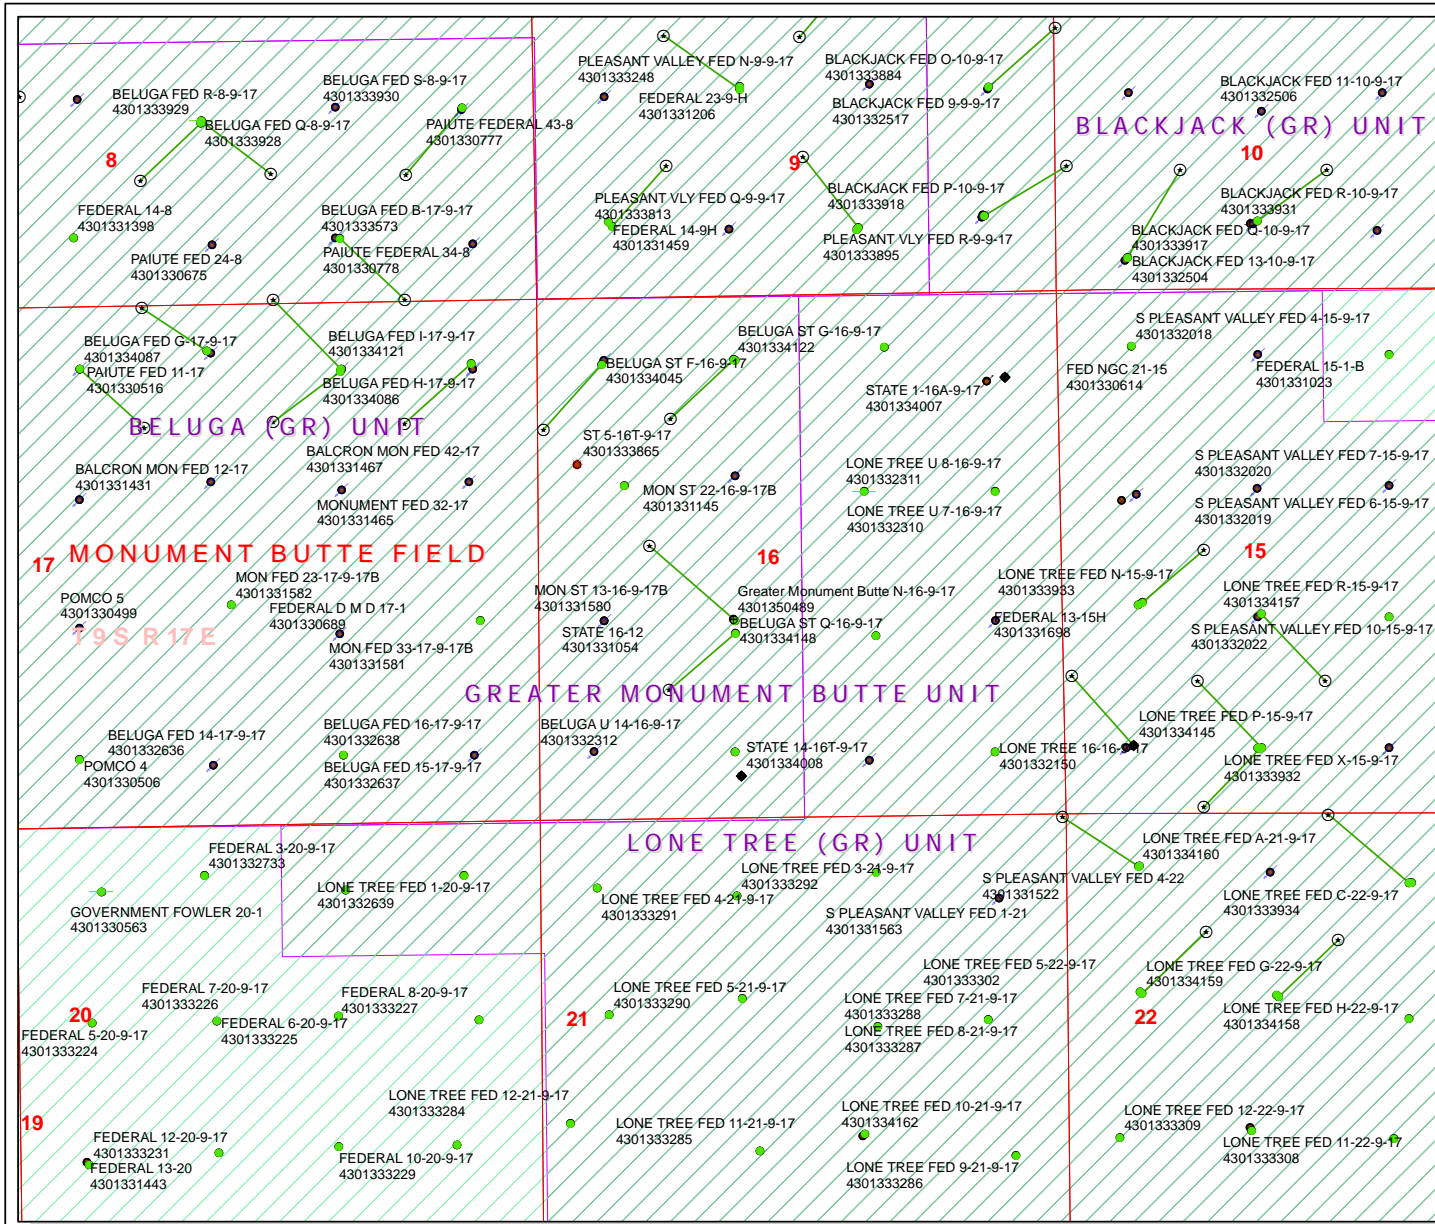 BELUGA FED S-8-9-17
4301333930
BELUGA FED R-8-9-17
4301333929
BELUGA FED Q-8-9-17
4301333928
PAIUTE FEDERAL 43-8
4301330777
8
FEDERAL 14-8
4301331398
BELUGA FED B-17-9-17
4301333573
PAIUTE FED 24-8
4301330675
PAIUTE FEDERAL 34-8
4301330778
PLEASANT VALLEY FED N-9-9-17
4301333248
FEDERAL 23-9-H
4301331206
BLACKJACK FED O-10-9-17
4301333884
BLACKJACK FED 9-9-9-17
4301332517
9
PLEASANT VLY FED Q-9-9-17
4301333813
FEDERAL 14-9H
4301331459
BLACKJACK FED P-10-9-17
4301333918
PLEASANT VLY FED R-9-9-17
4301333895
BLACKJACK FED 11-10-9-17
4301332506
BLACKJACK (GR) UNIT
10
BLACKJACK FED R-10-9-17
4301333931
BLACKJACK FED Q-10-9-17
4301333917
BLACKJACK FED 13-10-9-17
4301332504
BELUGA FED G-17-9-17
4301334087
PAIUTE FED 11-17
4301330516
BELUGA FED I-17-9-17
4301334121
BELUGA FED H-17-9-17
4301334086
BELUGA (GR) UNIT
BALCRON MON FED 12-17
4301331431
BALCRON MON FED 42-17
4301331467
MONUMENT FED 32-17
4301331465
17
MONUMENT BUTTE FIELD
POMCO 5
4301330499
MON FED 23-17-9-17B
4301331582
FEDERAL D M D 17-1
4301330689
T9S R17E
MON FED 33-17-9-17B
4301331581
BELUGA FED 14-17-9-17
4301332636
POMCO 4
4301330506
BELUGA FED 16-17-9-17
4301332638
BELUGA FED 15-17-9-17
4301332637
BELUGA ST G-16-9-17
4301334122
BELUGA ST F-16-9-17
4301334045
STATE 1-16A-9-17
4301334007
ST 5-16T-9-17
4301333865
MON ST 22-16-9-17B
4301331145
LONE TREE U 8-16-9-17
4301332311
LONE TREE U 7-16-9-17
4301332310
16
MON ST 13-16-9-17B
4301331580
STATE 16-12
4301331054
Greater Monument Butte N-16-9-17
4301350489
BELUGA ST Q-16-9-17
4301334148
GREATER MONUMENT BUTTE UNIT
BELUGA U 14-16-9-17
4301332312
STATE 14-16T-9-17
4301334008
LONE TREE 16-16-9-17
4301332150
S PLEASANT VALLEY FED 4-15-9-17
4301332018
FED NGC 21-15
4301330614
FEDERAL 15-1-B
4301331023
S PLEASANT VALLEY FED 7-15-9-17
4301332020
S PLEASANT VALLEY FED 6-15-9-17
4301332019
15
LONE TREE FED N-15-9-17
4301333933
FEDERAL 13-15H
4301331698
LONE TREE FED R-15-9-17
4301334157
S PLEASANT VALLEY FED 10-15-9-17
4301332022
LONE TREE FED P-15-9-17
4301334145
LONE TREE FED X-15-9-17
4301333932
FEDERAL 3-20-9-17
4301332733
LONE TREE FED 1-20-9-17
4301332639
GOVERNMENT FOWLER 20-1
4301330563
FEDERAL 7-20-9-17
4301333226
FEDERAL 8-20-9-17
4301333227
20
FEDERAL 6-20-9-17
4301333225
FEDERAL 5-20-9-17
4301333224
19
FEDERAL 12-20-9-17
4301333231
FEDERAL 13-20
4301331443
FEDERAL 10-20-9-17
4301333229
LONE TREE FED 12-21-9-17
4301333284
LONE TREE (GR) UNIT
LONE TREE FED 3-21-9-17
4301333292
LONE TREE FED 4-21-9-17
4301333291
S PLEASANT VALLEY FED 4-22
4301331522
S PLEASANT VALLEY FED 1-21
4301331563
LONE TREE FED 5-22-9-17
4301333302
LONE TREE FED 5-21-9-17
4301333290
LONE TREE FED 7-21-9-17
4301333288
LONE TREE FED 8-21-9-17
4301333287
21
LONE TREE FED 11-21-9-17
4301333285
LONE TREE FED 10-21-9-17
4301334162
LONE TREE FED 9-21-9-17
4301333286
LONE TREE FED A-21-9-17
4301334160
LONE TREE FED C-22-9-17
4301333934
LONE TREE FED G-22-9-17
4301334159
LONE TREE FED H-22-9-17
4301334158
22
LONE TREE FED 12-22-9-17
4301333309
LONE TREE FED 11-22-9-17
4301333308